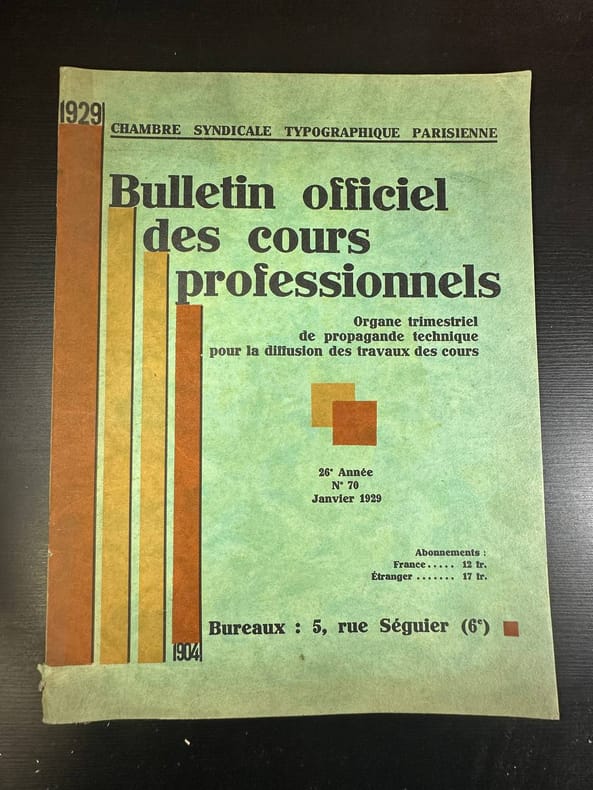 1929
CHAMBRE SYNDICALE TYPOGRAPHIQUE PARISIENNE
Bulletin officiel
des cours
professionnels
Organe trimestriel
de propagande technique
pour la diffusion des travaux des cours
26e Année
No 70
Janvier 1929
Abonnements :
France..... 12 fr.
Étranger....... 17 fr.
Bureaux : 5, rue Séguier (6e)
1904